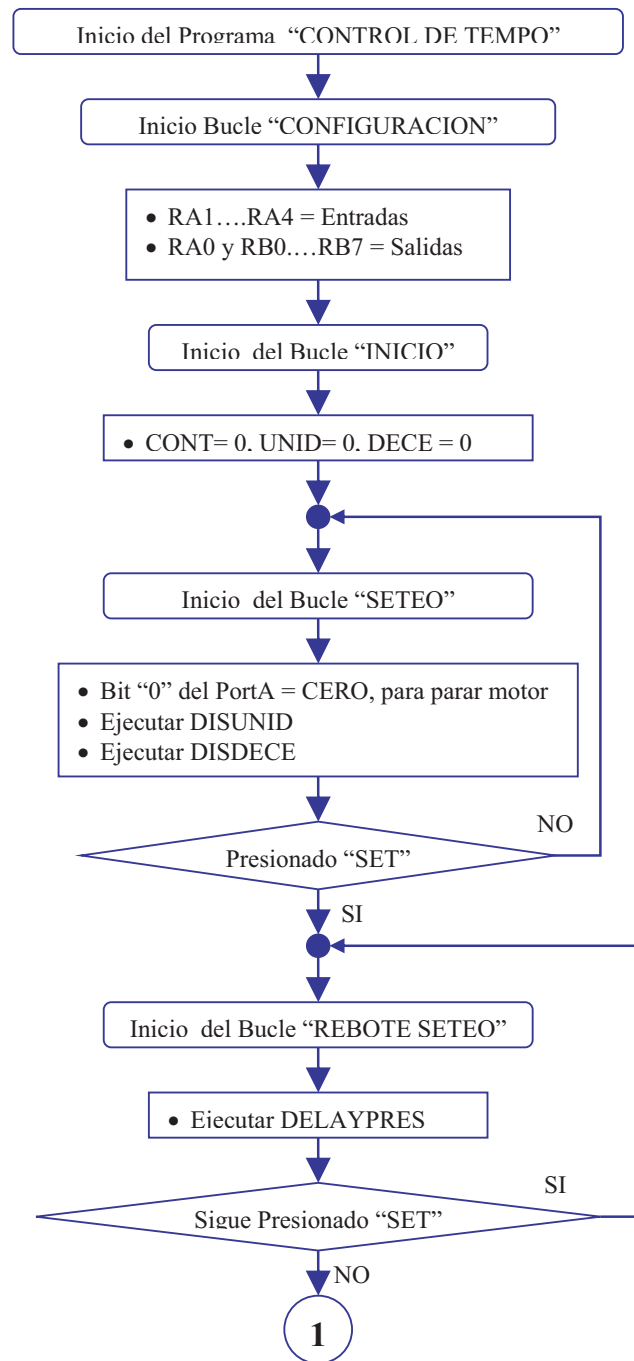 Inicio del Programa “CONTROL DE TEMPO”
Inicio Bucle “CONFIGURACION”
• RA1….RA4 = Entradas
• RA0 y RB0.…RB7 = Salidas
Inicio del Bucle “INICIO”
• CONT= 0, UNID= 0, DECE = 0
Inicio del Bucle “SETEO”
• Bit “0” del PortA = CERO, para parar motor
• Ejecutar DISUNID
• Ejecutar DISDECE
NO
Presionado “SET”
SI
Inicio del Bucle “REBOTE SETEO”
• Ejecutar DELAYPRES
SI
Sigue Presionado “SET”
NO
1